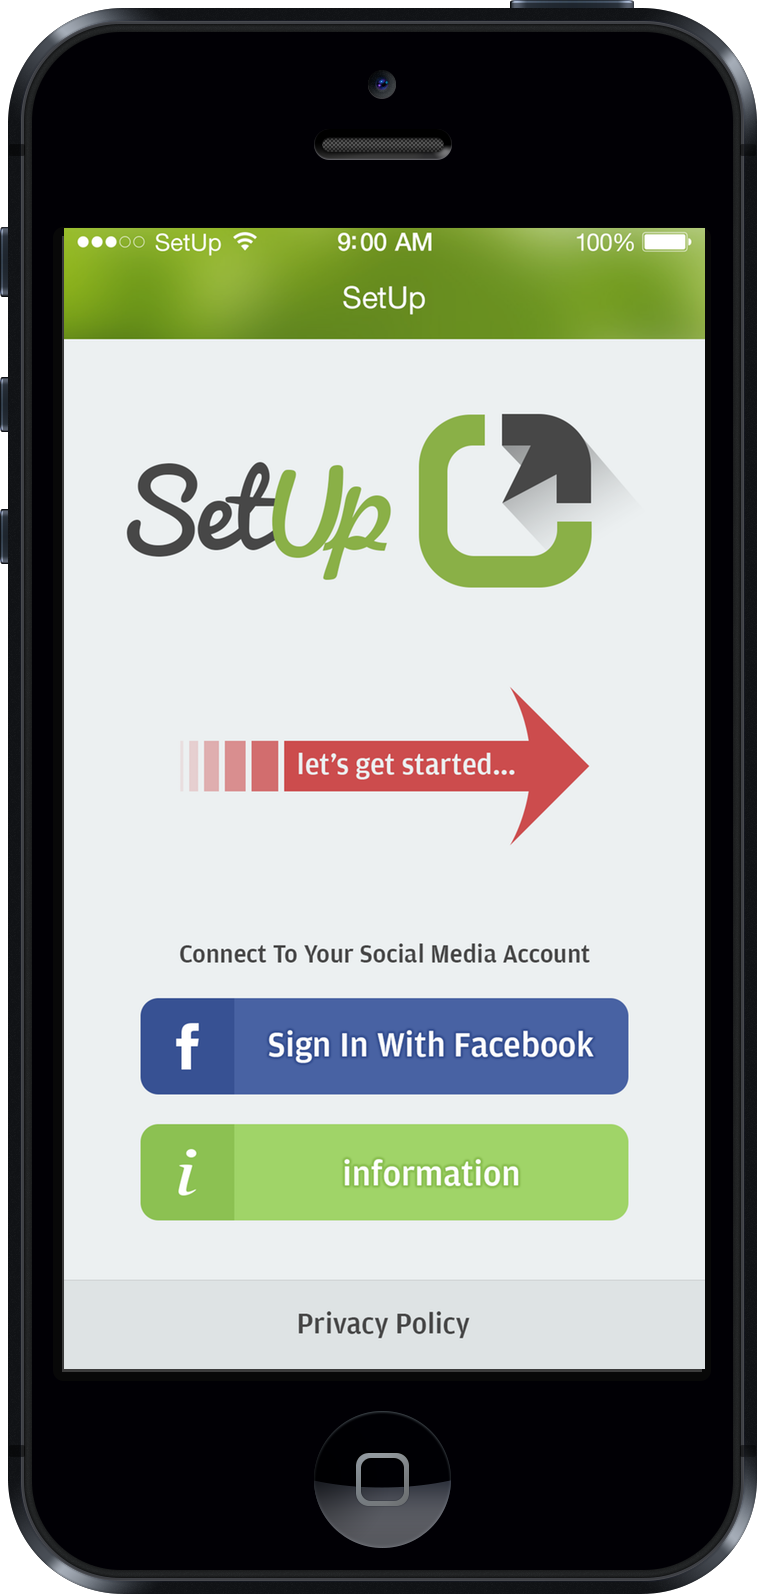 SetUp 9:00 AM 100%
SetUp
SetUp
let's get started...
Connect To Your Social Media Account
f Sign In With Facebook
i information
Privacy Policy